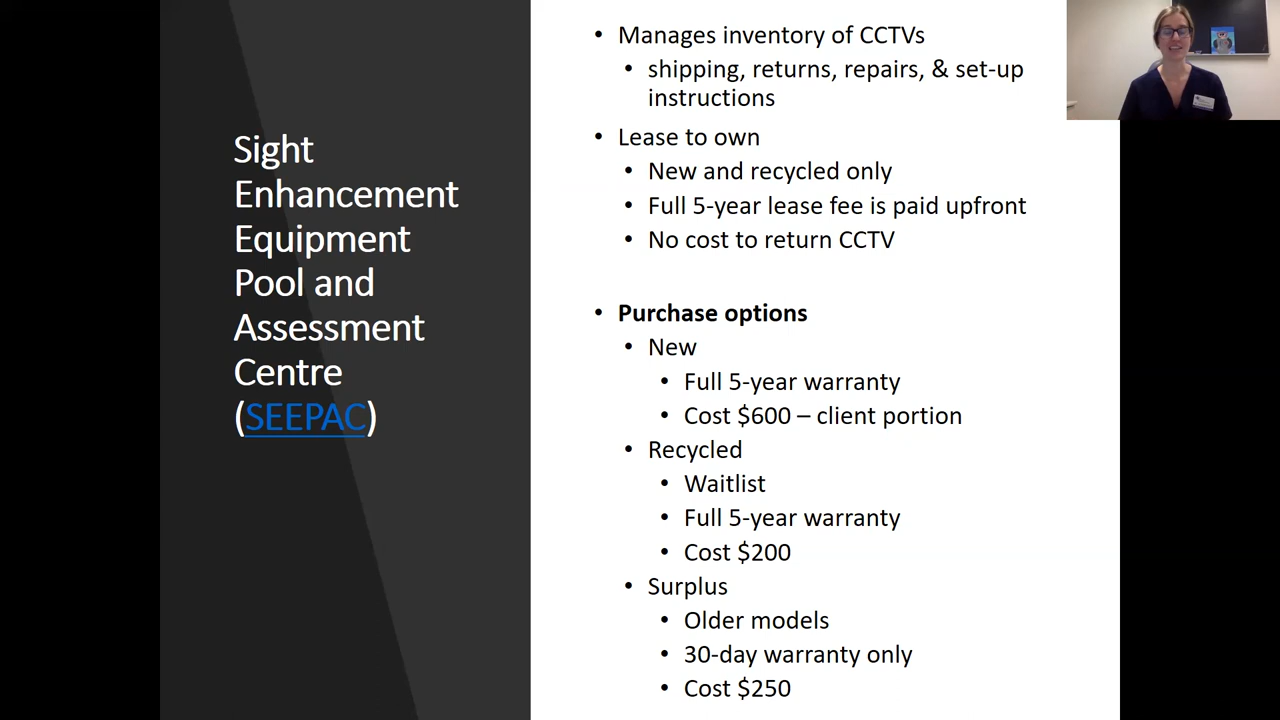 Sight
Enhancement
Equipment
Pool and
Assessment
Centre
(SEEPAC)
• Manages inventory of CCTVs
• shipping, returns, repairs, & set-up
instructions
• Lease to own
• New and recycled only
• Full 5-year lease fee is paid upfront
• No cost to return CCTV
• Purchase options
• New
• Full 5-year warranty
• Cost $600 – client portion
• Recycled
• Waitlist
• Full 5-year warranty
• Cost $200
• Surplus
• Older models
• 30-day warranty only
• Cost $250